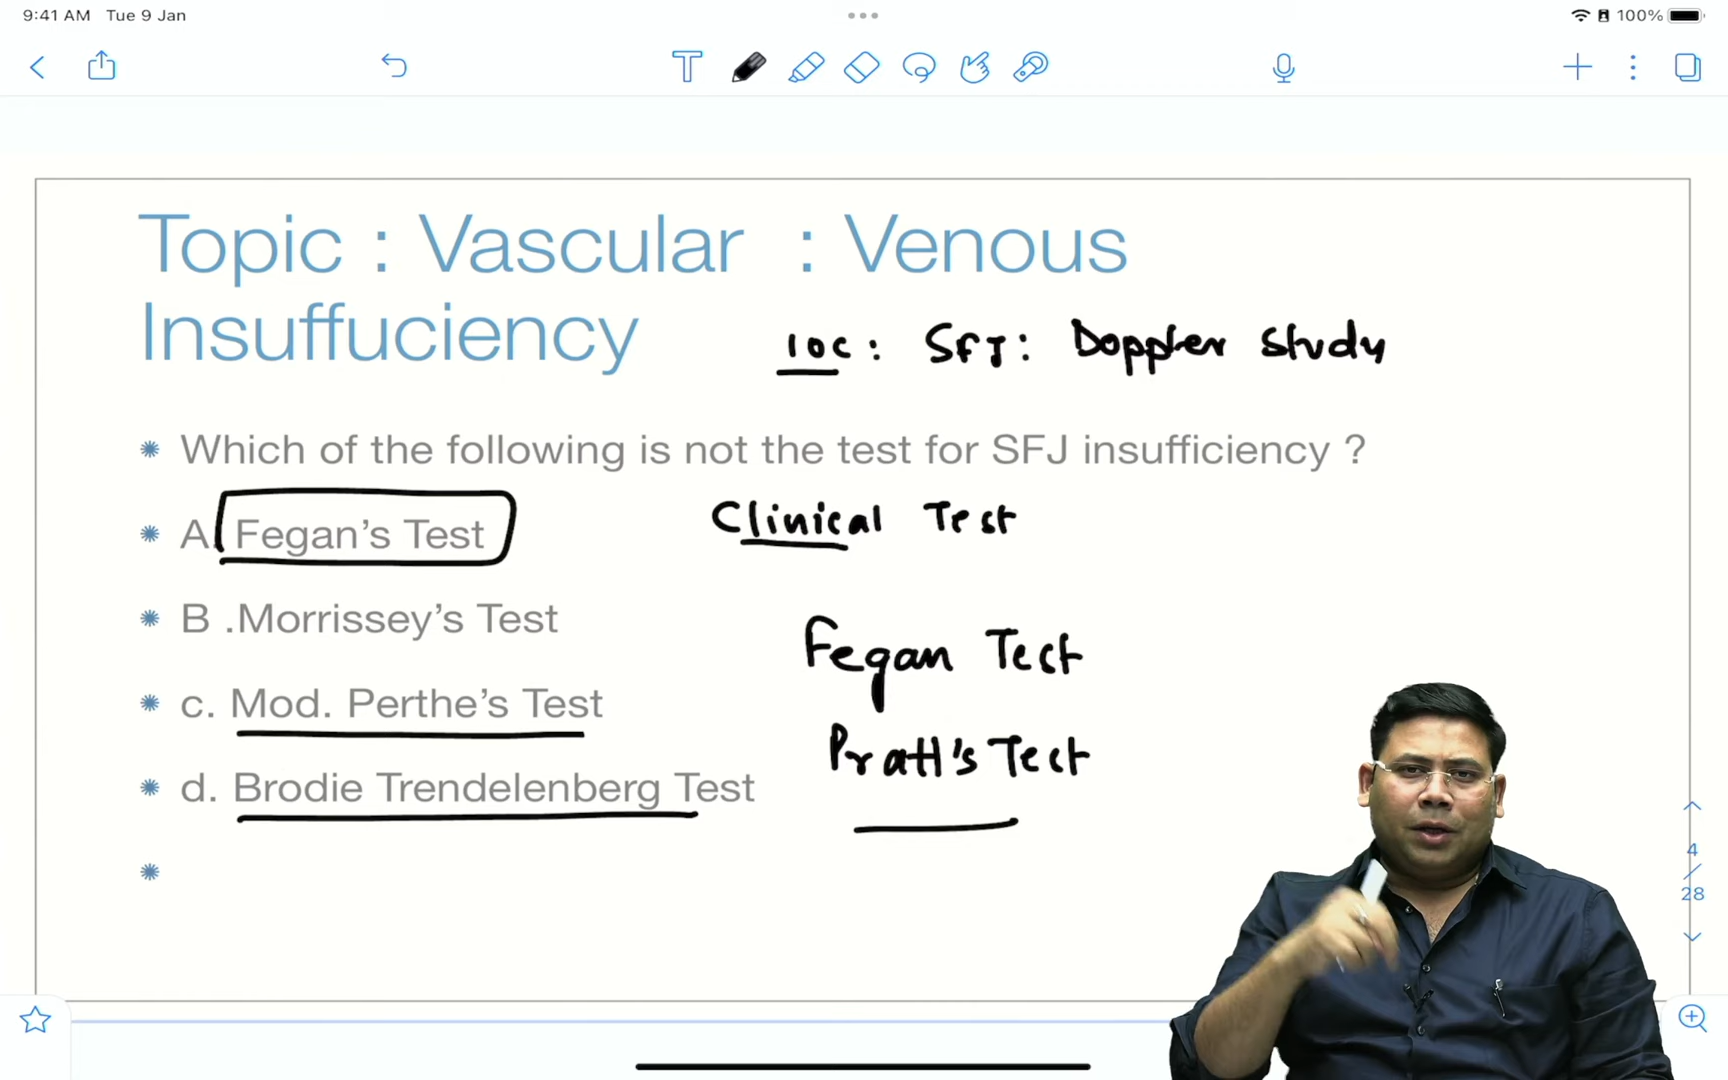 9:41 AM Tue 9 Jan
100%
T
Topic : Vascular : Venous
Insuffuciency
IOC : SFJ : Doppler Study
Which of the following is not the test for SFJ insufficiency ?
A. Fegan's Test
Clinical Test
B .Morrissey's Test
Fegan Test
c. Mod. Perthe's Test
Pratt's Test
d. Brodie Trendelenberg Test
4
/
28